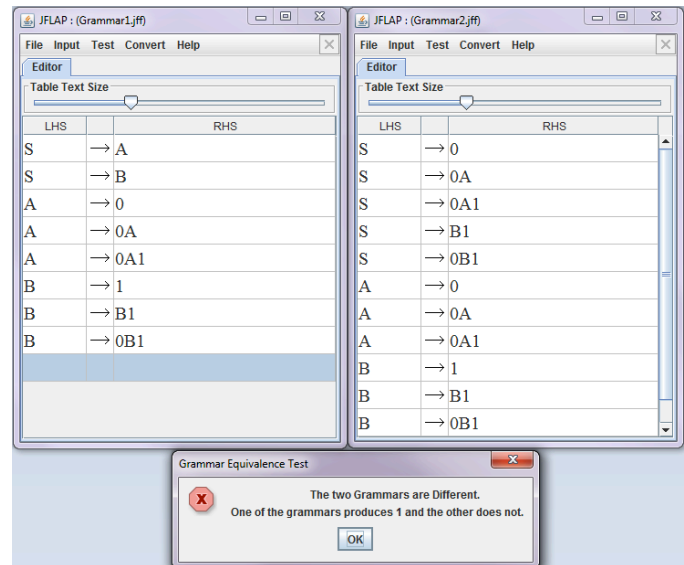 JFLAP : (Grammar1.jff)
File Input Test Convert Help
Editor
Table Text Size
LHS RHS
S → A
S → B
A → 0
A → 0A
A → 0A1
B → 1
B → B1
B → 0B1
JFLAP : (Grammar2.jff)
File Input Test Convert Help
Editor
Table Text Size
LHS RHS
S → 0
S → 0A
S → 0A1
S → B1
S → 0B1
A → 0
A → 0A
A → 0A1
B → 1
B → B1
B → 0B1
Grammar Equivalence Test
The two Grammars are Different.
One of the grammars produces 1 and the other does not.
OK